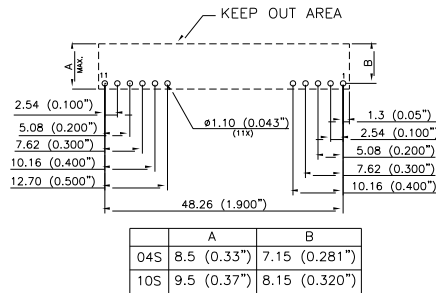 KEEP OUT AREA
A
MAX.
B
11
1
2.54 (0.100")
5.08 (0.200")
7.62 (0.300")
10.16 (0.400")
12.70 (0.500")
ø1.10 (0.043")
(11X)
1.3 (0.05")
2.54 (0.100")
5.08 (0.200")
7.62 (0.300")
10.16 (0.400")
48.26 (1.900")
A B
04S 8.5 (0.33") 7.15 (0.281")
10S 9.5 (0.37") 8.15 (0.320")